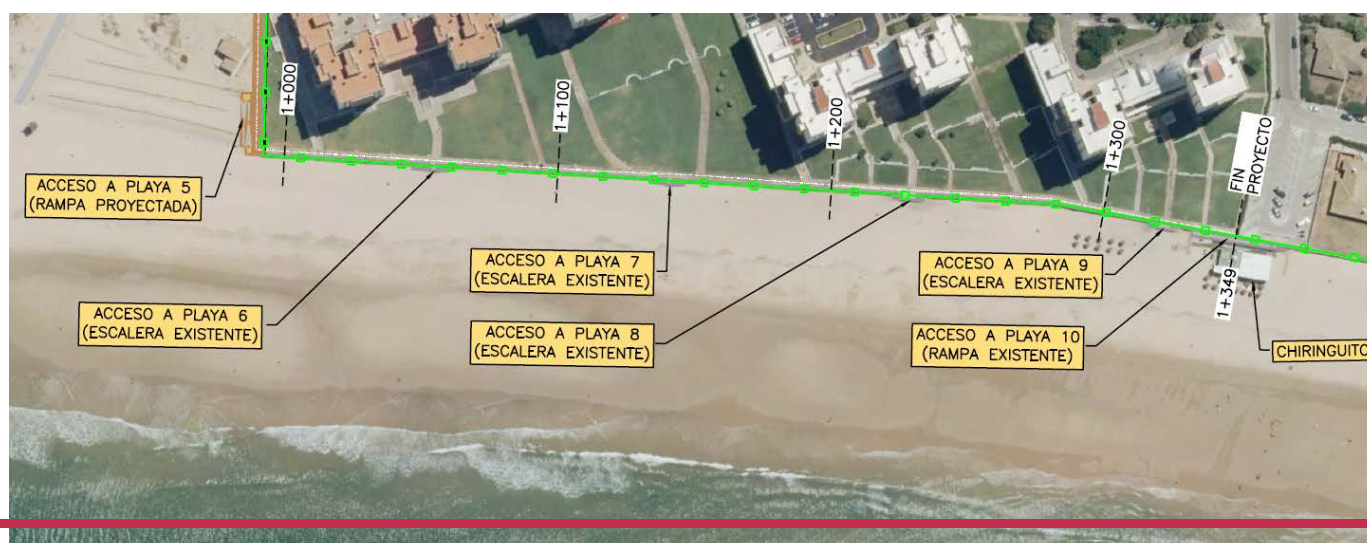 1+000
1+100
1+200
1+300
FIN
PROYECTO
1+349
ACCESO A PLAYA 5
(RAMPA PROYECTADA)
ACCESO A PLAYA 6
(ESCALERA EXISTENTE)
ACCESO A PLAYA 7
(ESCALERA EXISTENTE)
ACCESO A PLAYA 8
(ESCALERA EXISTENTE)
ACCESO A PLAYA 9
(ESCALERA EXISTENTE)
ACCESO A PLAYA 10
(RAMPA EXISTENTE)
CHIRINGUITO